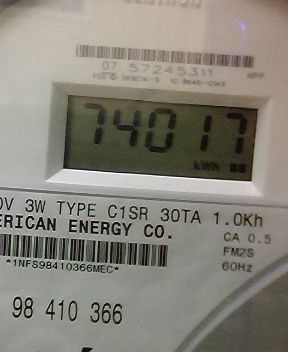 07 57245311
74017
kWh
0V 3W TYPE C1SR 30TA 1.0Kh
ERICAN ENERGY CO.
CA 0.5
FM2S
*1NFS98410366MEC*
60Hz
98 410 366